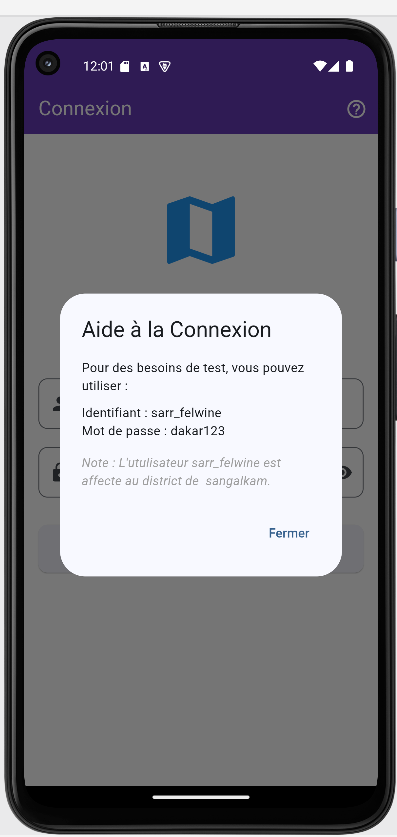 12:01
Connexion
Aide à la Connexion
Pour des besoins de test, vous pouvez
utiliser :
Identifiant : sarr_felwine
Mot de passe : dakar123
Note : L'utulisateur sarr_felwine est
affecte au district de  sangalkam.
Fermer